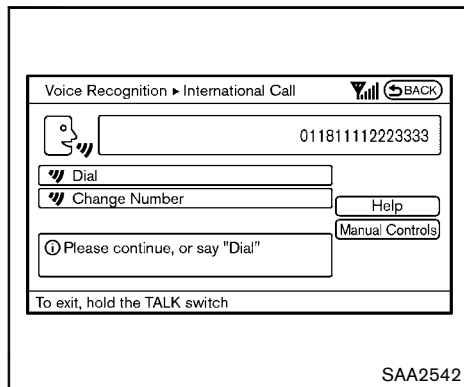 Voice Recognition ▸ International Call BACK
011811112223333
Dial
Change Number
Help
Manual Controls
Please continue, or say "Dial"
To exit, hold the TALK switch
SAA2542